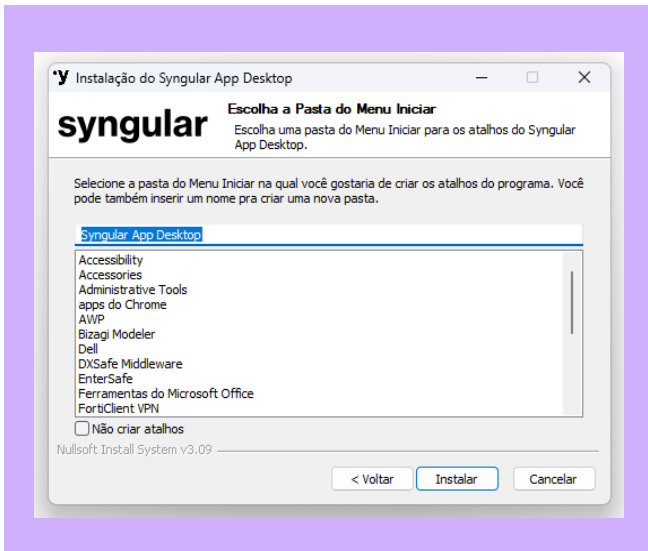 Instalação do Syngular App Desktop
syngular
Escolha a Pasta do Menu Iniciar
Escolha uma pasta do Menu Iniciar para os atalhos do Syngular
App Desktop.
Selecione a pasta do Menu Iniciar na qual você gostaria de criar os atalhos do programa. Você
pode também inserir um nome pra criar uma nova pasta.
Syngular App Desktop
Accessibility
Accessories
Administrative Tools
apps do Chrome
AWP
Bizagi Modeler
Dell
DXSafe Middleware
EnterSafe
Ferramentas do Microsoft Office
FortiClient VPN
Não criar atalhos
Nullsoft Install System v3.09
< Voltar
Instalar
Cancelar